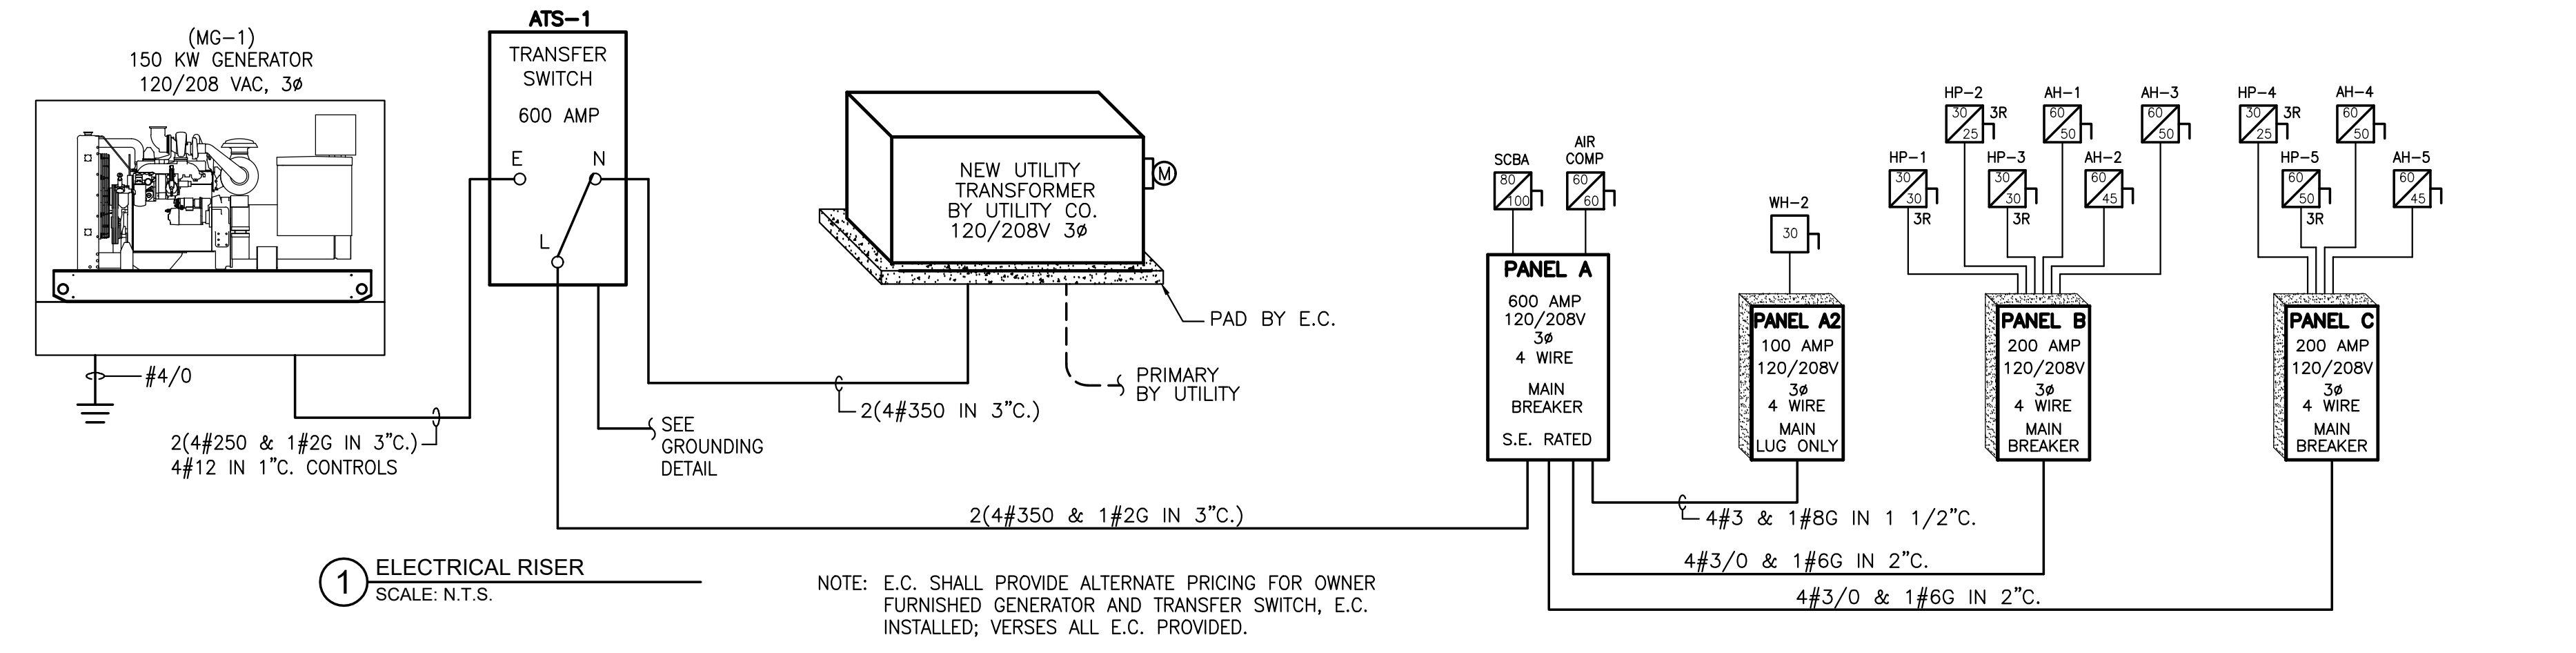 (MG-1)
150 KW GENERATOR
120/208 VAC, 3ø
#4/0
2(4#250 & 1#2G IN 3”C.)
4#12 IN 1”C. CONTROLS
ATS-1
TRANSFER
SWITCH
600 AMP
E
N
L
SEE
GROUNDING
DETAIL
NEW UTILITY
TRANSFORMER
BY UTILITY CO.
120/208V 3ø
M
PAD BY E.C.
PRIMARY
BY UTILITY
2(4#350 IN 3”C.)
2(4#350 & 1#2G IN 3”C.)
SCBA
80
100
AIR
COMP
60
60
PANEL A
600 AMP
120/208V
3ø
4 WIRE
MAIN
BREAKER
S.E. RATED
WH-2
30
PANEL A2
100 AMP
120/208V
3ø
4 WIRE
MAIN
LUG ONLY
4#3 & 1#8G IN 1 1/2”C.
HP-2
30
25
3R
AH-1
60
50
AH-3
60
50
HP-1
30
30
3R
HP-3
30
30
3R
AH-2
60
45
PANEL B
200 AMP
120/208V
3ø
4 WIRE
MAIN
BREAKER
4#3/0 & 1#6G IN 2”C.
HP-4
30
25
3R
AH-4
60
50
HP-5
60
50
3R
AH-5
60
45
PANEL C
200 AMP
120/208V
3ø
4 WIRE
MAIN
BREAKER
4#3/0 & 1#6G IN 2”C.
1
ELECTRICAL RISER
SCALE: N.T.S.
NOTE: E.C. SHALL PROVIDE ALTERNATE PRICING FOR OWNER
FURNISHED GENERATOR AND TRANSFER SWITCH, E.C.
INSTALLED; VERSES ALL E.C. PROVIDED.